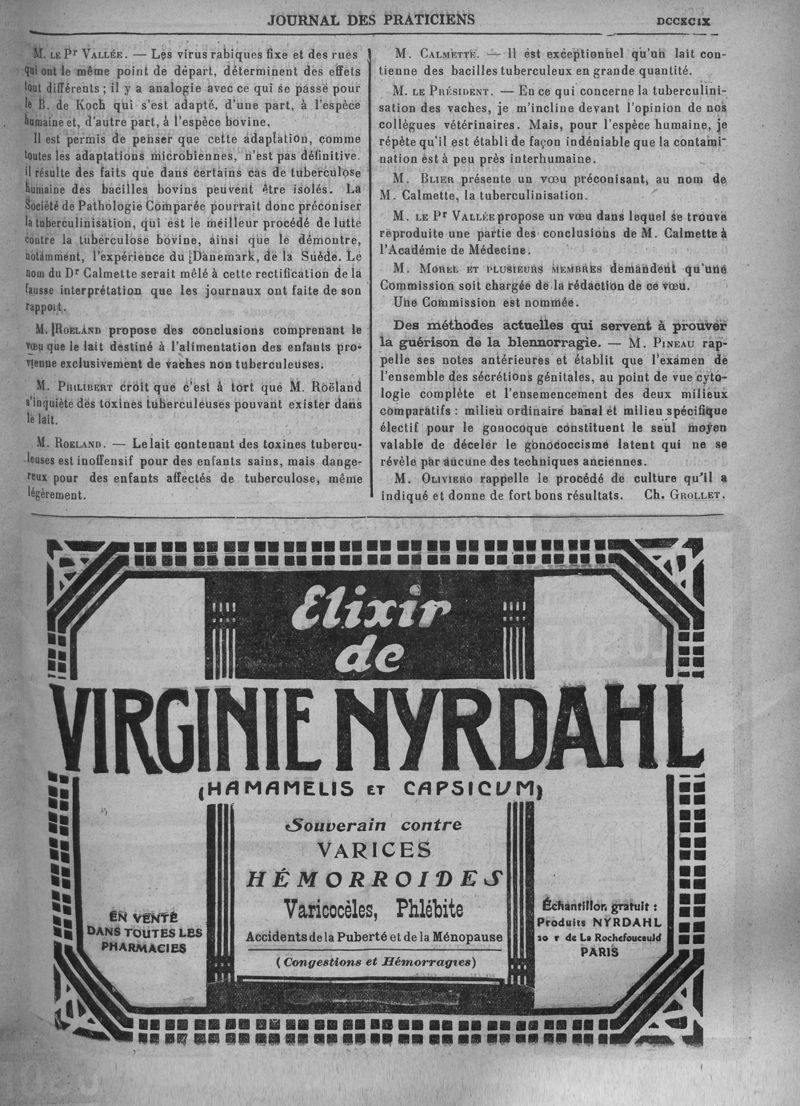 JOURNAL DES PRATICIENS
DCCXCIX
M. LE Pr VALLÉE. — Les virus rabiques fixe et des rues
qui ont le même point de départ, déterminent des effets
tout différents ; il y a analogie avec ce qui se passe pour
le B. de Koch qui s'est adapté, d'une part, à l'espèce
humaine et, d'autre part, à l'espèce bovine.
Il est permis de penser que cette adaptation, comme
toutes les adaptations microbiennes, n'est pas définitive.
il résulte des faits que dans certains cas de tuberculose
humaine des bacilles bovins peuvent être isolés. La
Société de Pathologie Comparée pourrait donc préconiser
la tuberculinisation, qui est le meilleur procédé de lutte
contre la tuberculose bovine, ainsi que le démontre,
notamment, l'expérience du Danemark, de la Suède. Le
nom du Dr Calmette serait mêlé à cette rectification de la
fausse interprétation que les journaux ont faite de son
rapport.
M. ROELAND propose des conclusions comprenant le
vœu que le lait destiné à l'alimentation des enfants pro-
vienne exclusivement de vaches non tuberculeuses.
M. PHILIBERT croit que c'est à tort que M. Roëland
s'inquiète des toxines tuberculeuses pouvant exister dans
le lait.
M. ROELAND. — Le lait contenant des toxines tubercu-
leuses est inoffensif pour des enfants sains, mais dange-
reux pour des enfants affectés de tuberculose, même
légèrement.
M. CALMETTE. — Il est exceptionnel qu'un lait con-
tienne des bacilles tuberculeux en grande quantité.
M. LE PRÉSIDENT. — En ce qui concerne la tuberculini-
sation des vaches, je m'incline devant l'opinion de nos
collègues vétérinaires. Mais, pour l'espèce humaine, je
répète qu'il est établi de façon indéniable que la contami-
nation est à peu près interhumaine.
M. BLIER présente un vœu préconisant, au nom de
M. Calmette, la tuberculinisation.
M. LE Pr VALLÉE propose un vœu dans lequel se trouve
reproduite une partie des conclusions de M. Calmette à
l'Académie de Médecine.
M. MOREL ET PLUSIEURS MEMBRES demandent qu'une
Commission soit chargée de la rédaction de ce vœu.
Une Commission est nommée.
Des méthodes actuelles qui servent à prouver
la guérison de la blennorragie. — M. PINEAU rap-
pelle ses notes antérieures et établit que l'examen de
l'ensemble des sécrétions génitales, au point de vue cyto-
logie complète et l'ensemencement des deux milieux
comparatifs : milieu ordinaire banal et milieu spécifique
électif pour le gonocoque constituent le seul moyen
valable de déceler le gonococcisme latent qui ne se
révèle par aucune des techniques anciennes.
M. OLIVIERO rappelle le procédé de culture qu'il a
indiqué et donne de fort bons résultats. Ch. GROLLET.
Elixir
de
VIRGINIE NYRDAHL
(HAMAMELIS ET CAPSICUM)
Souverain contre
VARICES
HÉMORROIDES
Varicocèles, Phlébite
Accidents de la Puberté et de la Ménopause
(Congestions et Hémorragies)
EN VENTE
DANS TOUTES LES
PHARMACIES
Échantillon gratuit :
Produits NYRDAHL
20 r de La Rochefoucauld
PARIS